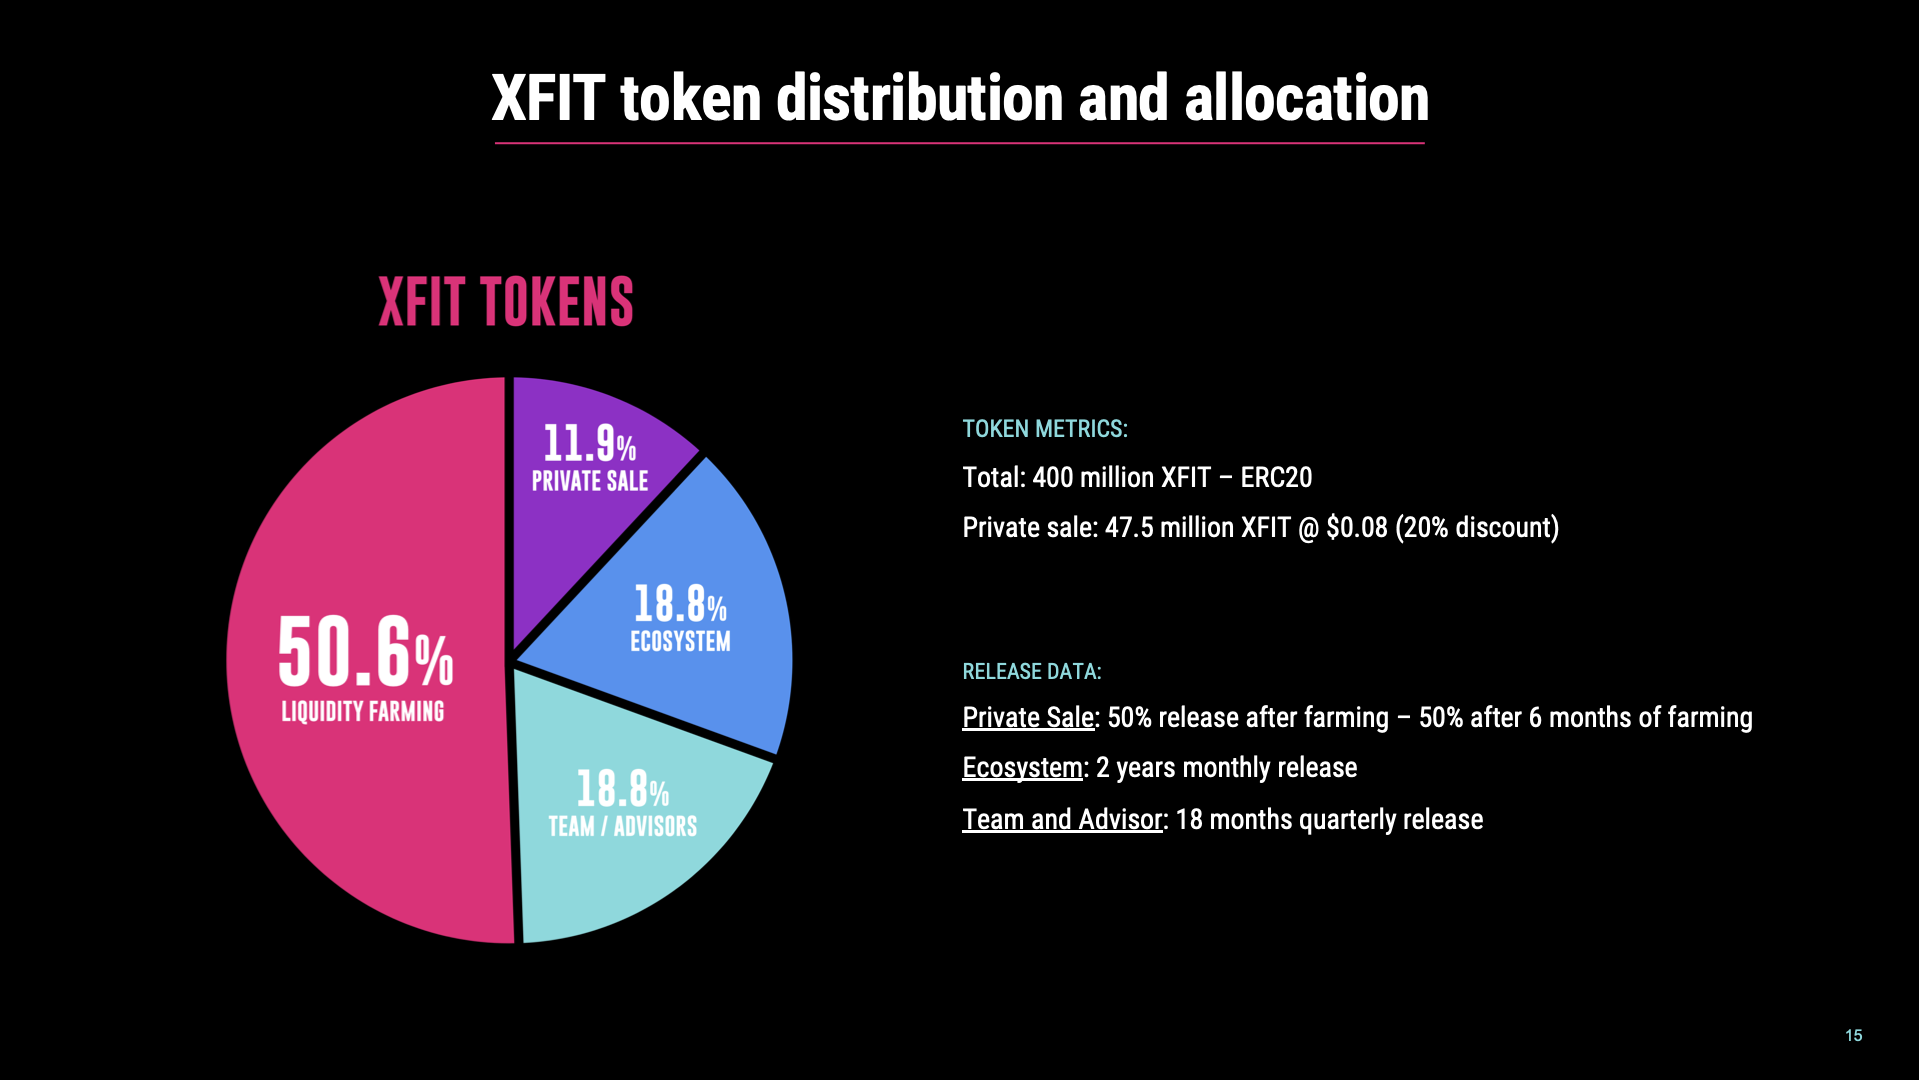 XFIT token distribution and allocation
XFIT TOKENS
11.9%
PRIVATE SALE
18.8%
ECOSYSTEM
50.6%
LIQUIDITY FARMING
18.8%
TEAM / ADVISORS
TOKEN METRICS:
Total: 400 million XFIT – ERC20
Private sale: 47.5 million XFIT @ $0.08 (20% discount)
RELEASE DATA:
Private Sale: 50% release after farming – 50% after 6 months of farming
Ecosystem: 2 years monthly release
Team and Advisor: 18 months quarterly release
15